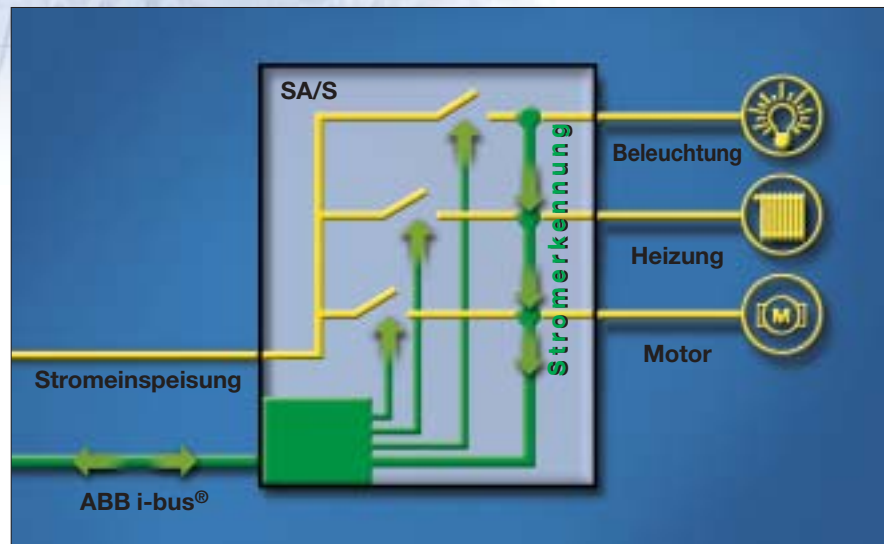 SA/S
Beleuchtung
Stromerkennung
Heizung
Motor
M
Stromeinspeisung
ABB i-bus®